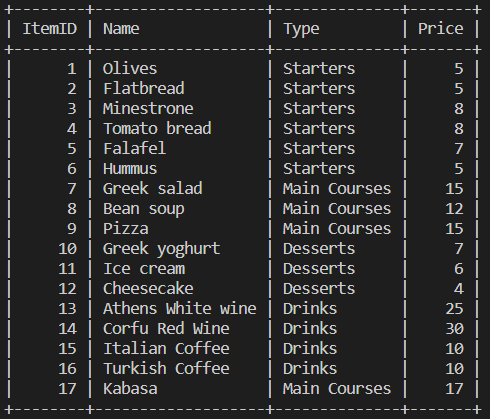 +--------+------------------+--------------+-------+
| ItemID | Name             | Type         | Price |
+--------+------------------+--------------+-------+
|      1 | Olives           | Starters     |     5 |
|      2 | Flatbread        | Starters     |     5 |
|      3 | Minestrone       | Starters     |     8 |
|      4 | Tomato bread     | Starters     |     8 |
|      5 | Falafel          | Starters     |     7 |
|      6 | Hummus           | Starters     |     5 |
|      7 | Greek salad      | Main Courses |    15 |
|      8 | Bean soup        | Main Courses |    12 |
|      9 | Pizza            | Main Courses |    15 |
|     10 | Greek yoghurt    | Desserts     |     7 |
|     11 | Ice cream        | Desserts     |     6 |
|     12 | Cheesecake       | Desserts     |     4 |
|     13 | Athens White wine | Drinks       |    25 |
|     14 | Corfu Red Wine   | Drinks       |    30 |
|     15 | Italian Coffee   | Drinks       |    10 |
|     16 | Turkish Coffee   | Drinks       |    10 |
|     17 | Kabasa           | Main Courses |    17 |
+--------+------------------+--------------+-------+